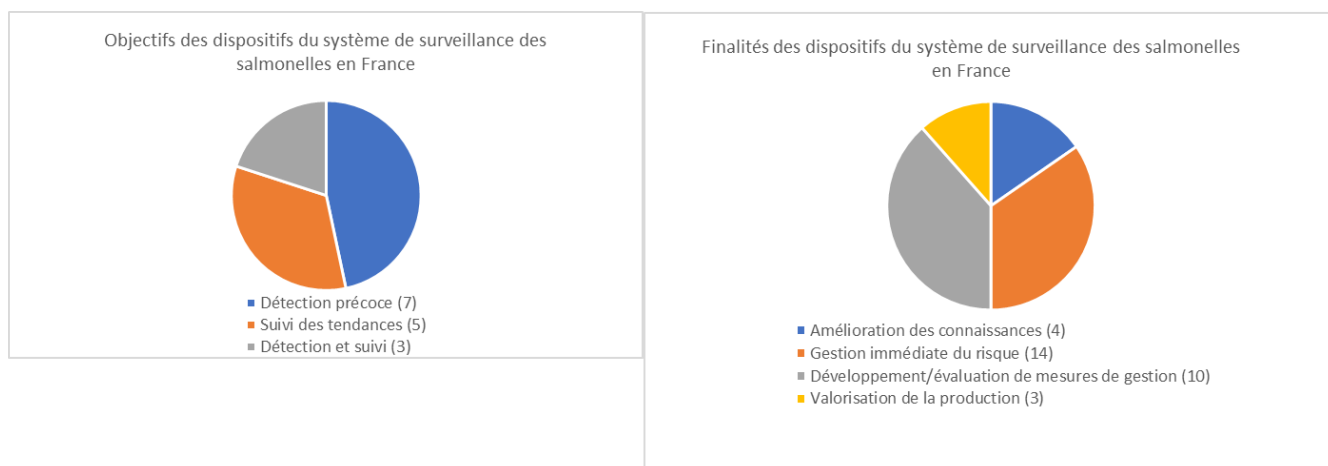 Objectifs des dispositifs du système de surveillance des
salmonelles en France
Détection précoce (7)
Suivi des tendances (5)
Détection et suivi (3)
Finalités des dispositifs du système de surveillance des salmonelles
en France
Amélioration des connaissances (4)
Gestion immédiate du risque (14)
Développement/évaluation de mesures de gestion (10)
Valorisation de la production (3)